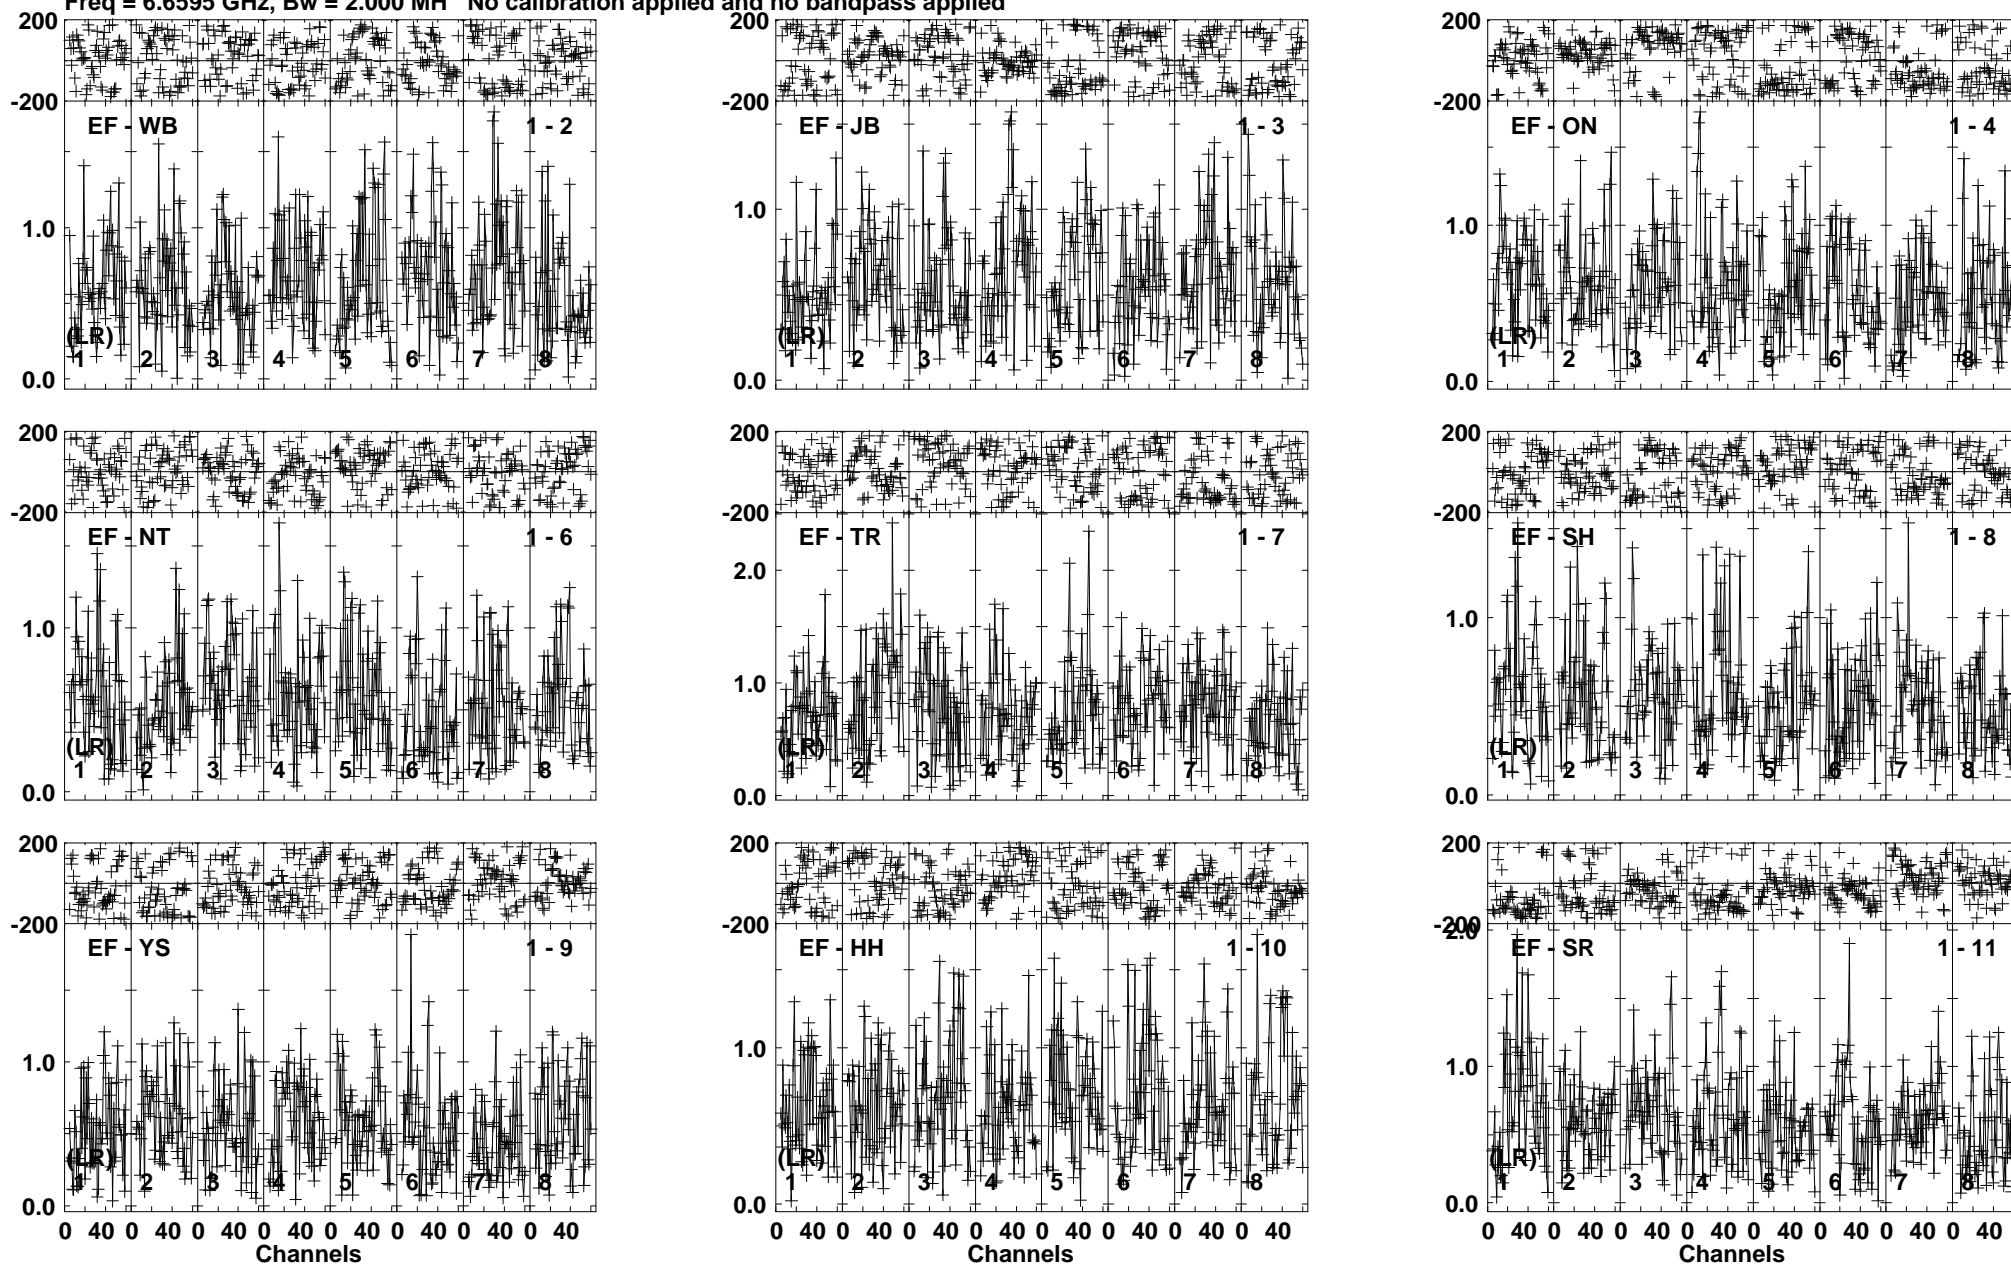 Freq = 6.6595 GHz, Bw = 2.000 MH No calibration applied and no bandpass applied
200 200 200
-200 -200 -200
EF - WB 1 - 2 EF - JB 1 - 3 EF - ON 1 - 4
1.0 1.0 1.0
(LR) (LR) (LR)
1 2 3 4 5 6 7 8 1 2 3 4 5 6 7 8 1 2 3 4 5 6 7 8
0.0 0.0 0.0
200 200 200
-200 -200 -200
EF - NT 1 - 6 EF - TR 1 - 7 EF - SH 1 - 8
2.0
1.0 1.0 1.0
(LR) (LR) (LR)
1 2 3 4 5 6 7 8 1 2 3 4 5 6 7 8 1 2 3 4 5 6 7 8
0.0 0.0 0.0
200 200 200
-200 -200 -200
2.0
EF - YS 1 - 9 EF - HH 1 - 10 EF - SR 1 - 11
1.0 1.0 1.0
(LR) (LR) (LR)
1 2 3 4 5 6 7 8 1 2 3 4 5 6 7 8 1 2 3 4 5 6 7 8
0.0 0.0 0.0
0 40 0 40 0 40 0 40 0 40 0 40 0 40 0 40 0 40 0 40 0 40 0 40 0 40 0 40 0 40 0 40 0 40 0 40 0 40 0 40 0 40 0 40 0 40 0 40
Channels Channels Channels